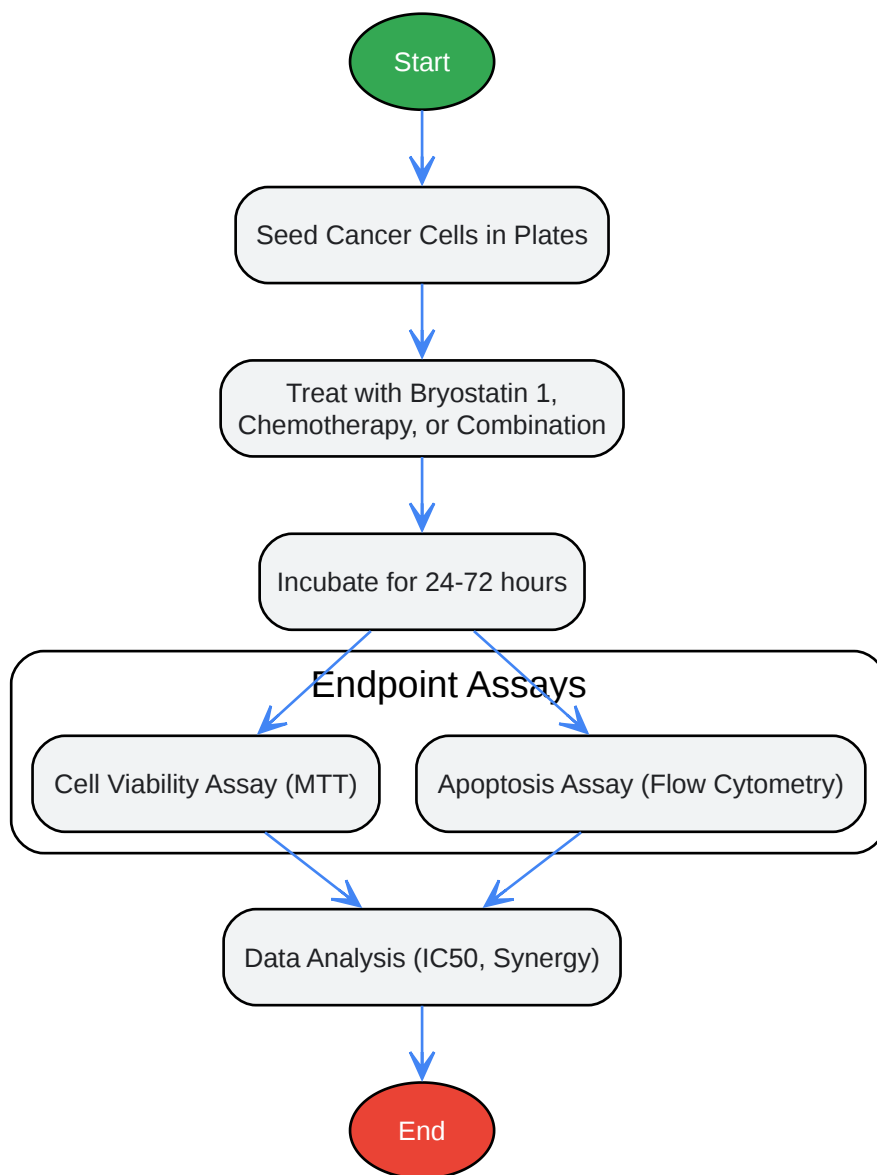 Start
Seed Cancer Cells in Plates
Treat with Bryostatin 1,
Chemotherapy, or Combination
Incubate for 24-72 hours
Endpoint Assays
Cell Viability Assay (MTT)
Apoptosis Assay (Flow Cytometry)
Data Analysis (IC50, Synergy)
End